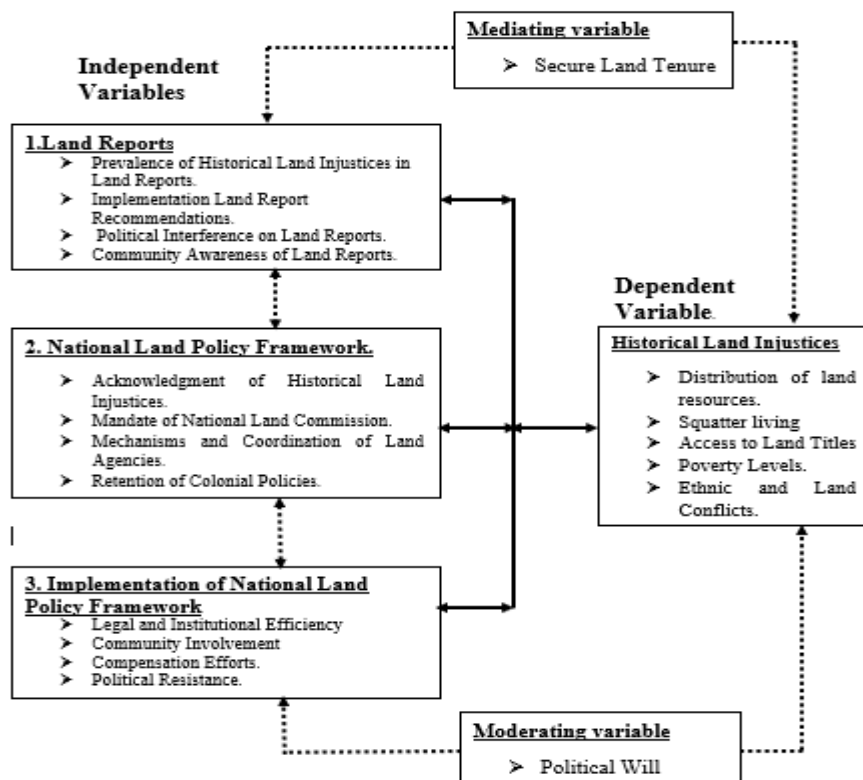 Mediating variable
➤ Secure Land Tenure
Independent
Variables
1.Land Reports
➤ Prevalence of Historical Land Injustices in
Land Reports.
➤ Implementation Land Report
Recommendations.
➤ Political Interference on Land Reports.
➤ Community Awareness of Land Reports.
2. National Land Policy Framework.
➤ Acknowledgment of Historical Land
Injustices.
➤ Mandate of National Land Commission.
➤ Mechanisms and Coordination of Land
Agencies.
➤ Retention of Colonial Policies.
3. Implementation of National Land
Policy Framework
➤ Legal and Institutional Efficiency
➤ Community Involvement
➤ Compensation Efforts.
➤ Political Resistance.
Dependent
Variable.
Historical Land Injustices
➤ Distribution of land
resources.
➤ Squatter living
➤ Access to Land Titles
➤ Poverty Levels.
➤ Ethnic and Land
Conflicts.
Moderating variable
➤ Political Will